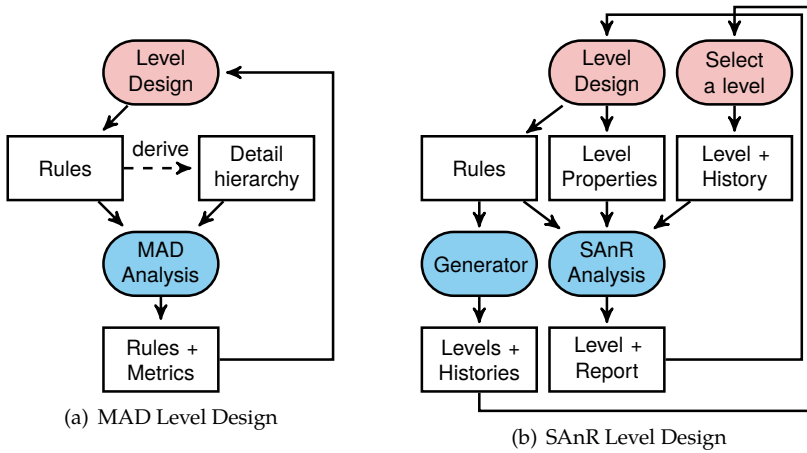 Level
Design
Rules
derive
Detail
hierarchy
MAD
Analysis
Rules +
Metrics
(a) MAD Level Design
Level
Design
Select
a level
Rules
Level
Properties
Level +
History
Generator
SAnR
Analysis
Levels +
Histories
Level +
Report
(b) SAnR Level Design